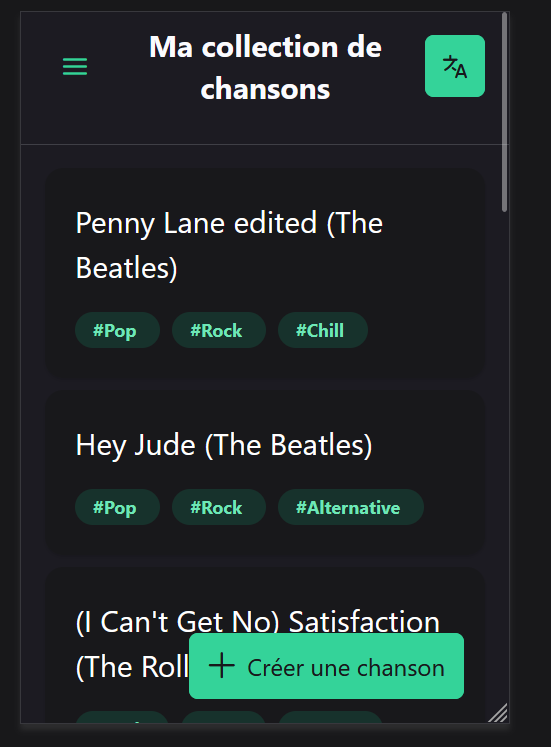 Ma collection de
chansons
Penny Lane edited (The
Beatles)
#Pop #Rock #Chill
Hey Jude (The Beatles)
#Pop #Rock #Alternative
(I Can't Get No) Satisfaction
(The Roll
Créer une chanson